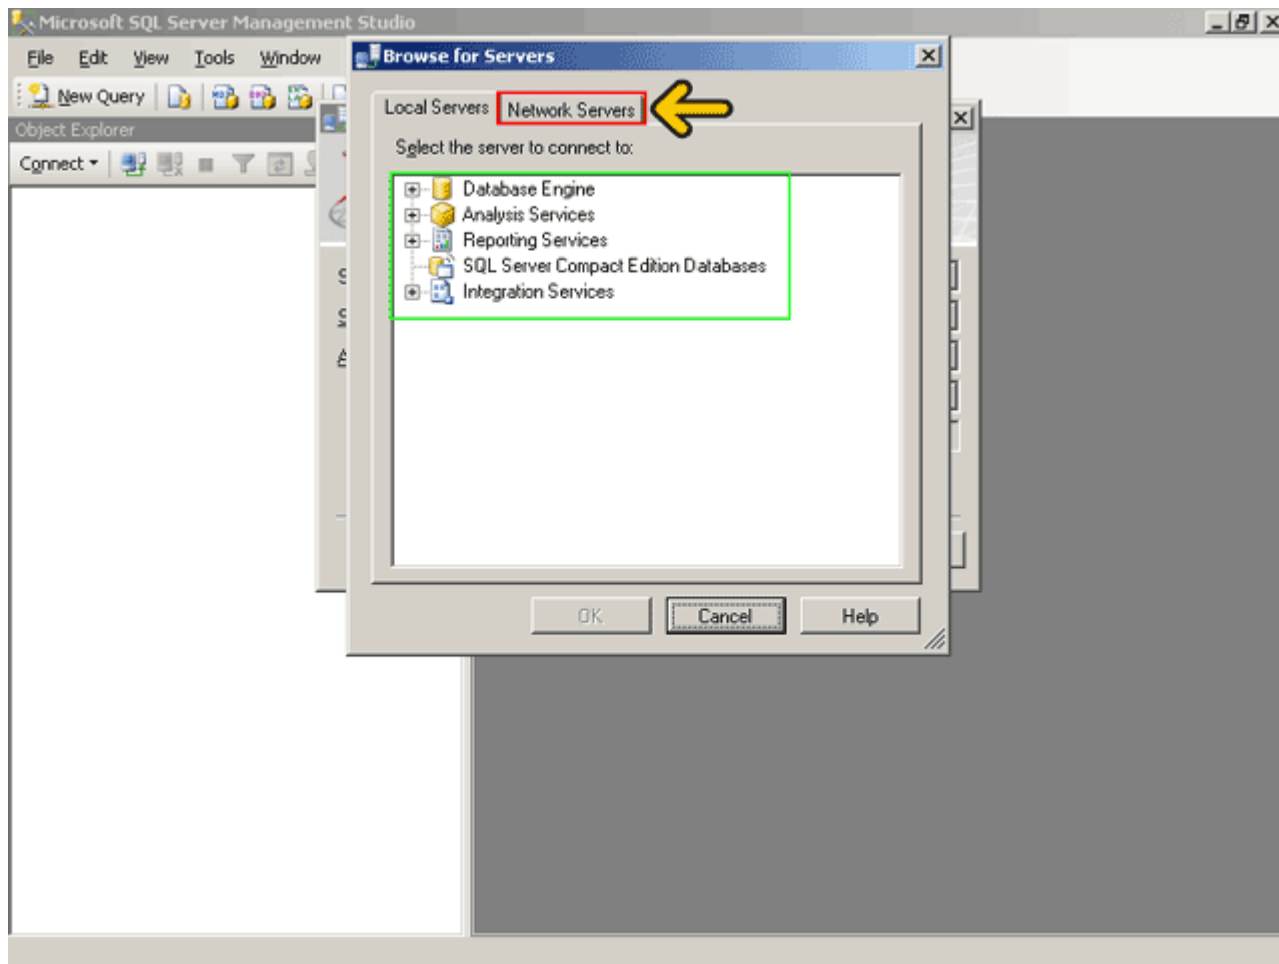 Microsoft SQL Server Management Studio
File Edit View Tools Window
Browse for Servers
New Query
Local Servers Network Servers
Object Explorer
Select the server to connect to:
Connect
Database Engine
Analysis Services
Reporting Services
SQL Server Compact Edition Databases
Integration Services
OK Cancel Help